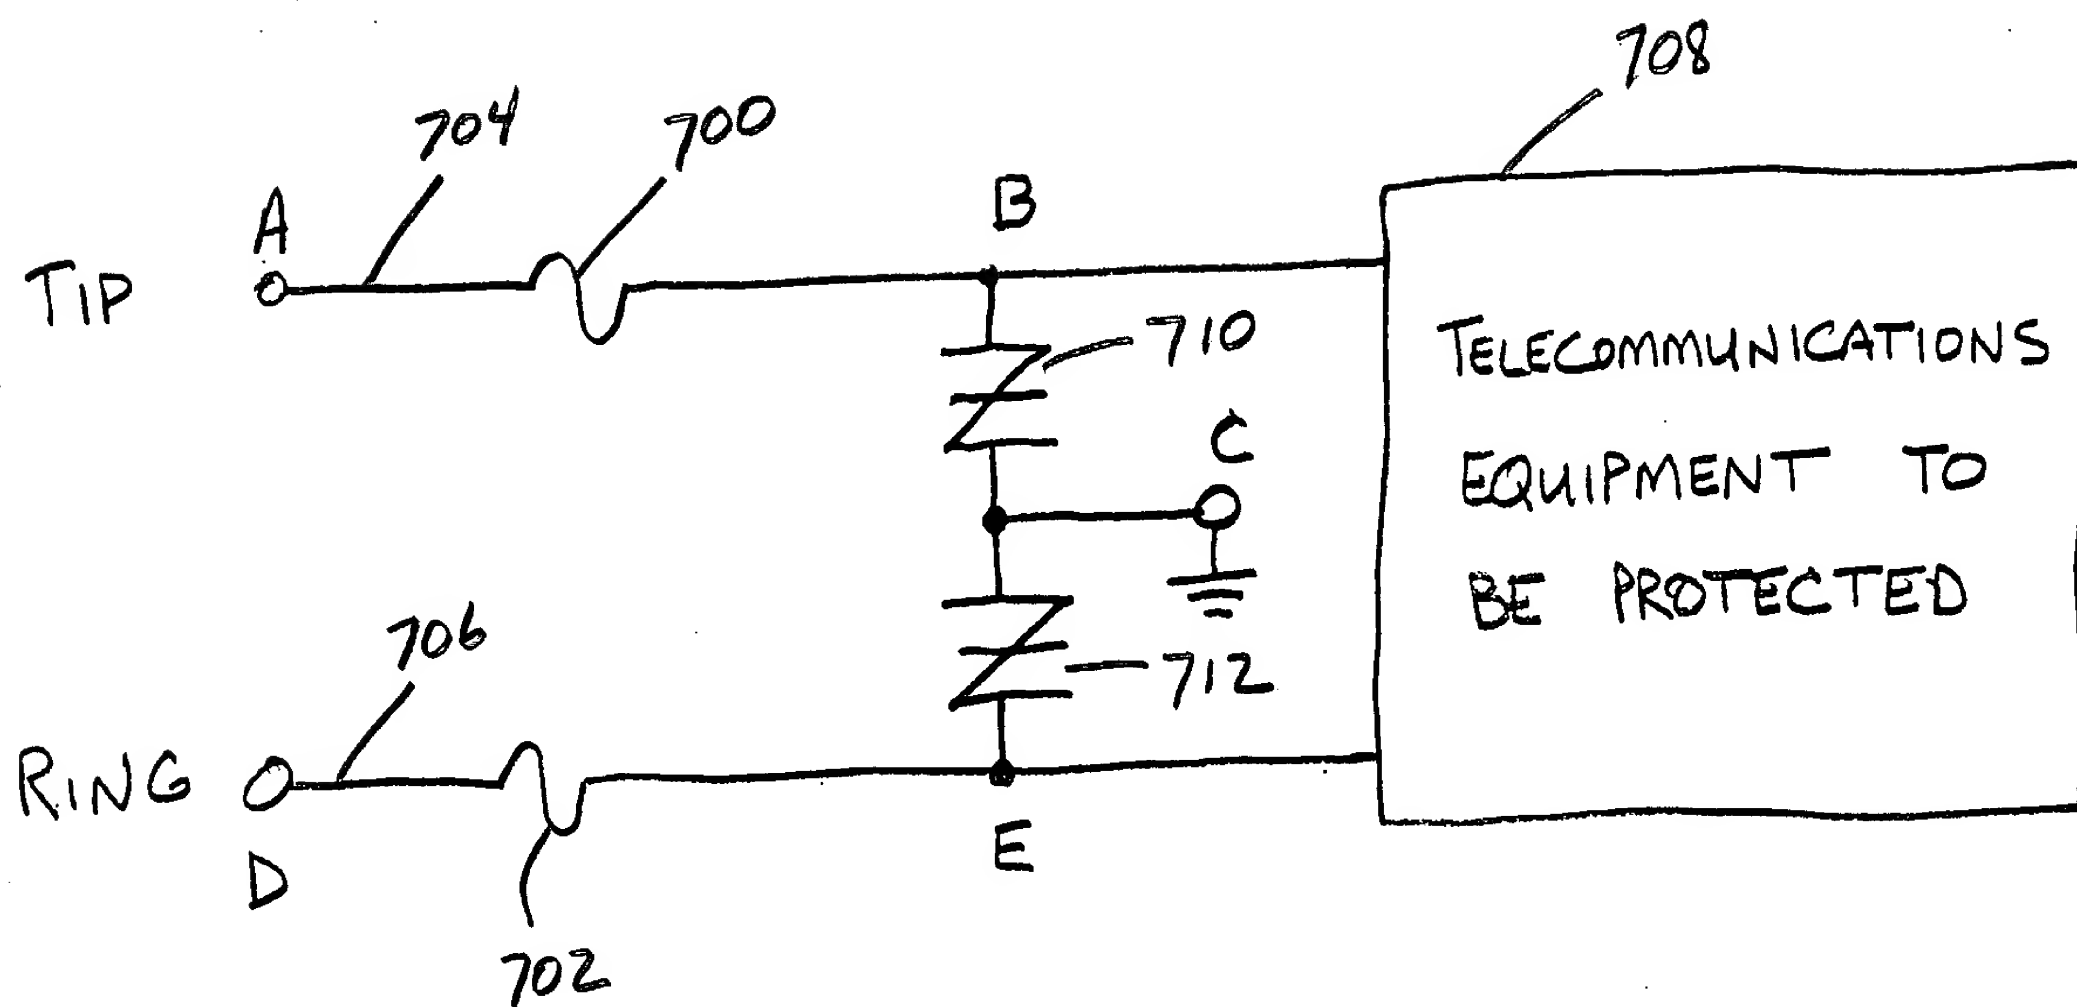 708
704
700
A
B
TIP
710
TELECOMMUNICATIONS
C
EQUIPMENT TO
BE PROTECTED
706
712
RING
E
D
702